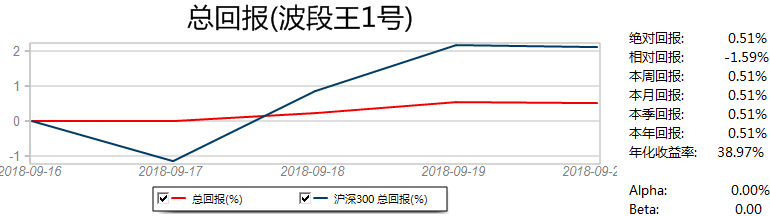 总回报(波段王1号)
2
1
0
-1
2018-09-16 2018-09-17 2018-09-18 2018-09-19 2018-09-2
总回报(%) 沪深300 总回报(%)
绝对回报: 0.51%
相对回报: -1.59%
本周回报: 0.51%
本月回报: 0.51%
本季回报: 0.51%
本年回报: 0.51%
年化收益率: 38.97%
Alpha: 0.00%
Beta: 0.00